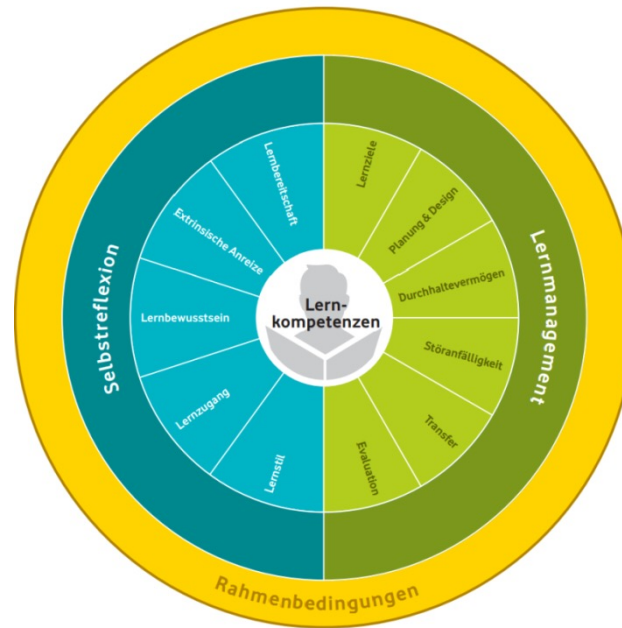 Lern-
kompetenzen
Selbstreflexion
Lernbereitschaft
Extrinsische Anreize
Lernbewusstsein
Lernzugang
Lernstil
Lernmanagement
Lernziele
Planung & Design
Durchhaltevermögen
Störanfälligkeit
Transfer
Evaluation
Rahmenbedingungen